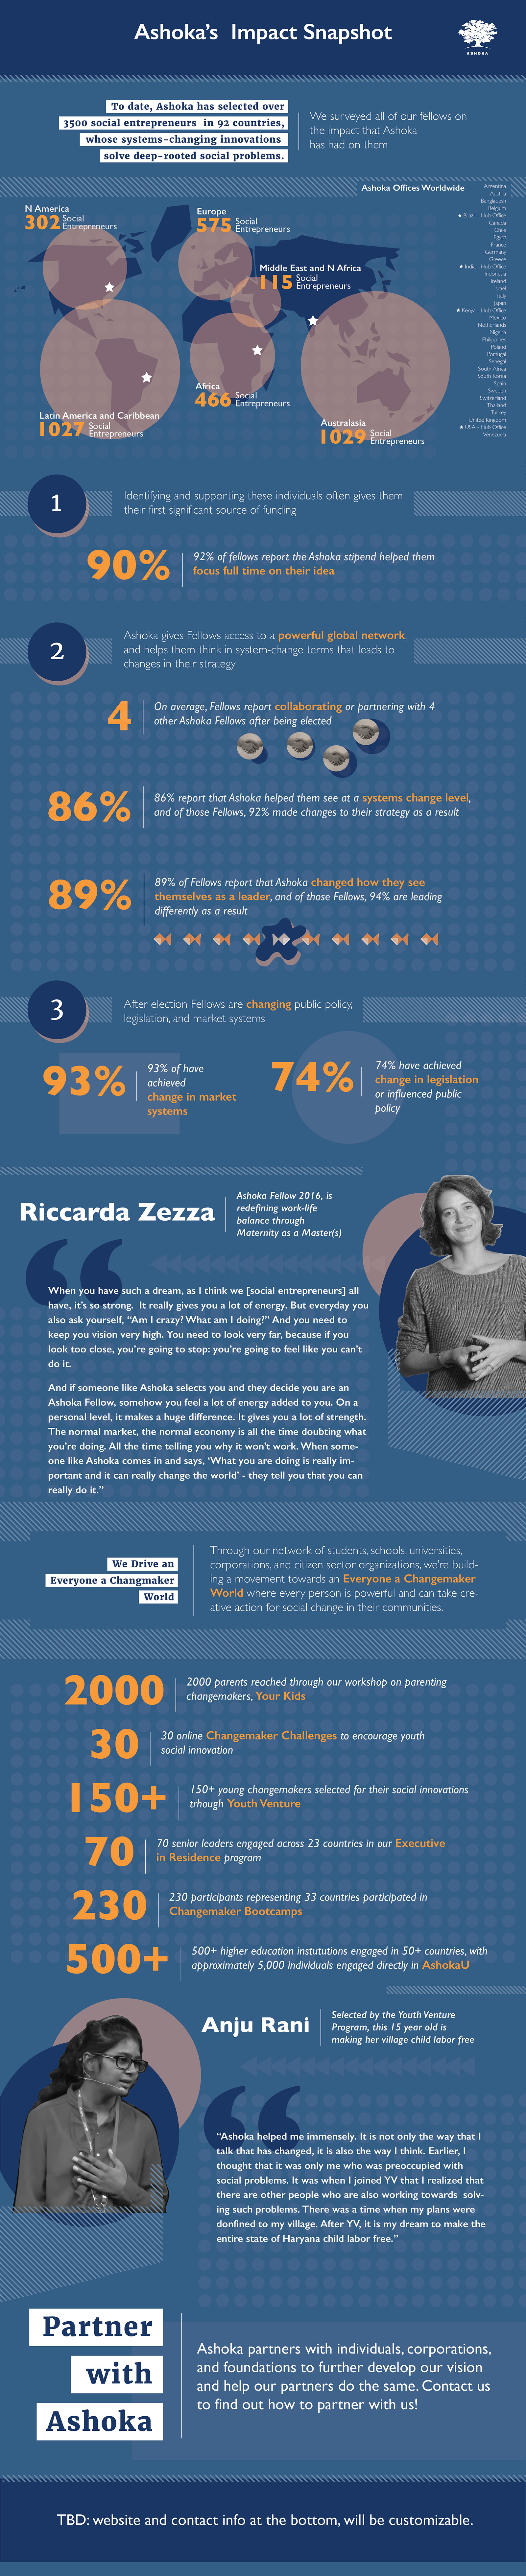 Ashoka's Impact Snapshot
ASHOKA
To date, Ashoka has selected over
3500 social entrepreneurs in 92 countries,
whose systems-changing innovations
solve deep-rooted social problems.
We surveyed all of our fellows on
the impact that Ashoka
has had on them
Ashoka Offices Worldwide
Argentina
Austria
Bangladesh
Belgium
★ Brazil - Hub Office
Canada
Chile
Egypt
France
Germany
Greece
★ India - Hub Office
Indonesia
Ireland
Israel
Italy
Japan
★ Kenya - Hub Office
Mexico
Netherlands
Nigeria
Philippines
Poland
Portugal
Senegal
South Africa
South Korea
Spain
Sweden
Switzerland
Thailand
Turkey
United Kingdom
★ USA - Hub Office
Venezuela
N America
302 Social
Entrepreneurs
Europe
575 Social
Entrepreneurs
Middle East and N Africa
115 Social
Entrepreneurs
Africa
466 Social
Entrepreneurs
Latin America and Caribbean
1027 Social
Entrepreneurs
Australasia
1029 Social
Entrepreneurs
1
Identifying and supporting these individuals often gives them
their first significant source of funding
90%
92% of fellows report the Ashoka stipend helped them
focus full time on their idea
2
Ashoka gives Fellows access to a powerful global network,
and helps them think in system-change terms that leads to
changes in their strategy
4
On average, Fellows report collaborating or partnering with 4
other Ashoka Fellows after being elected
86%
86% report that Ashoka helped them see at a systems change level,
and of those Fellows, 92% made changes to their strategy as a result
89%
89% of Fellows report that Ashoka changed how they see
themselves as a leader, and of those Fellows, 94% are leading
differently as a result
3
After election Fellows are changing public policy,
legislation, and market systems
93%
93% of have
achieved
change in market
systems
74%
74% have achieved
change in legislation
or influenced public
policy
Riccarda Zezza
Ashoka Fellow 2016, is
redefining work-life
balance through
Maternity as a Master(s)
When you have such a dream, as I think we [social entrepreneurs] all
have, it's so strong. It really gives you a lot of energy. But everyday you
also ask yourself, "Am I crazy? What am I doing?" And you need to
keep you vision very high. You need to look very far, because if you
look too close, you're going to stop: you're going to feel like you can't
do it.
And if someone like Ashoka selects you and they decide you are an
Ashoka Fellow, somehow you feel a lot of energy added to you. On a
personal level, it makes a huge difference. It gives you a lot of strength.
The normal market, the normal economy is all the time doubting what
you're doing. All the time telling you why it won't work. When some-
one like Ashoka comes in and says, 'What you are doing is really im-
portant and it can really change the world' - they tell you that you can
really do it."
We Drive an
Everyone a Changmaker
World
Through our network of students, schools, universities,
corporations, and citizen sector organizations, we're build-
ing a movement towards an Everyone a Changemaker
World where every person is powerful and can take cre-
ative action for social change in their communities.
2000
2000 parents reached through our workshop on parenting
changemakers, Your Kids
30
30 online Changemaker Challenges to encourage youth
social innovation
150+
150+ young changemakers selected for their social innovations
trhough Youth Venture
70
70 senior leaders engaged across 23 countries in our Executive
in Residence program
230
230 participants representing 33 countries participated in
Changemaker Bootcamps
500+
500+ higher education instutiutions engaged in 50+ countries, with
approximately 5,000 individuals engaged directly in AshokaU
Anju Rani
Selected by the Youth Venture
Program, this 15 year old is
making her village child labor free
"Ashoka helped me immensely. It is not only the way that I
talk that has changed, it is also the way I think. Earlier, I
thought that it was only me who was preoccupied with
social problems. It was when I joined YV that I realized that
there are other people who are also working towards solv-
ing such problems. There was a time when my plans were
donfined to my village. After YV, it is my dream to make the
entire state of Haryana child labor free."
Partner
with
Ashoka
Ashoka partners with individuals, corporations,
and foundations to further develop our vision
and help our partners do the same. Contact us
to find out how to partner with us!
TBD: website and contact info at the bottom, will be customizable.